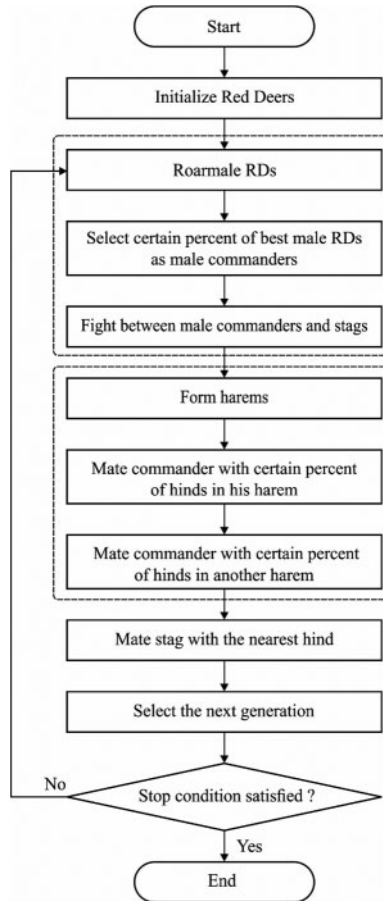 Start
Initialize Red Deers
Roarmale RDs
Select certain percent of best male RDs
as male commanders
Fight between male commanders and stags
Form harems
Mate commander with certain percent
of hinds in his harem
Mate commander with certain percent
of hinds in another harem
Mate stag with the nearest hind
Select the next generation
No
Stop condition satisfied ?
Yes
End